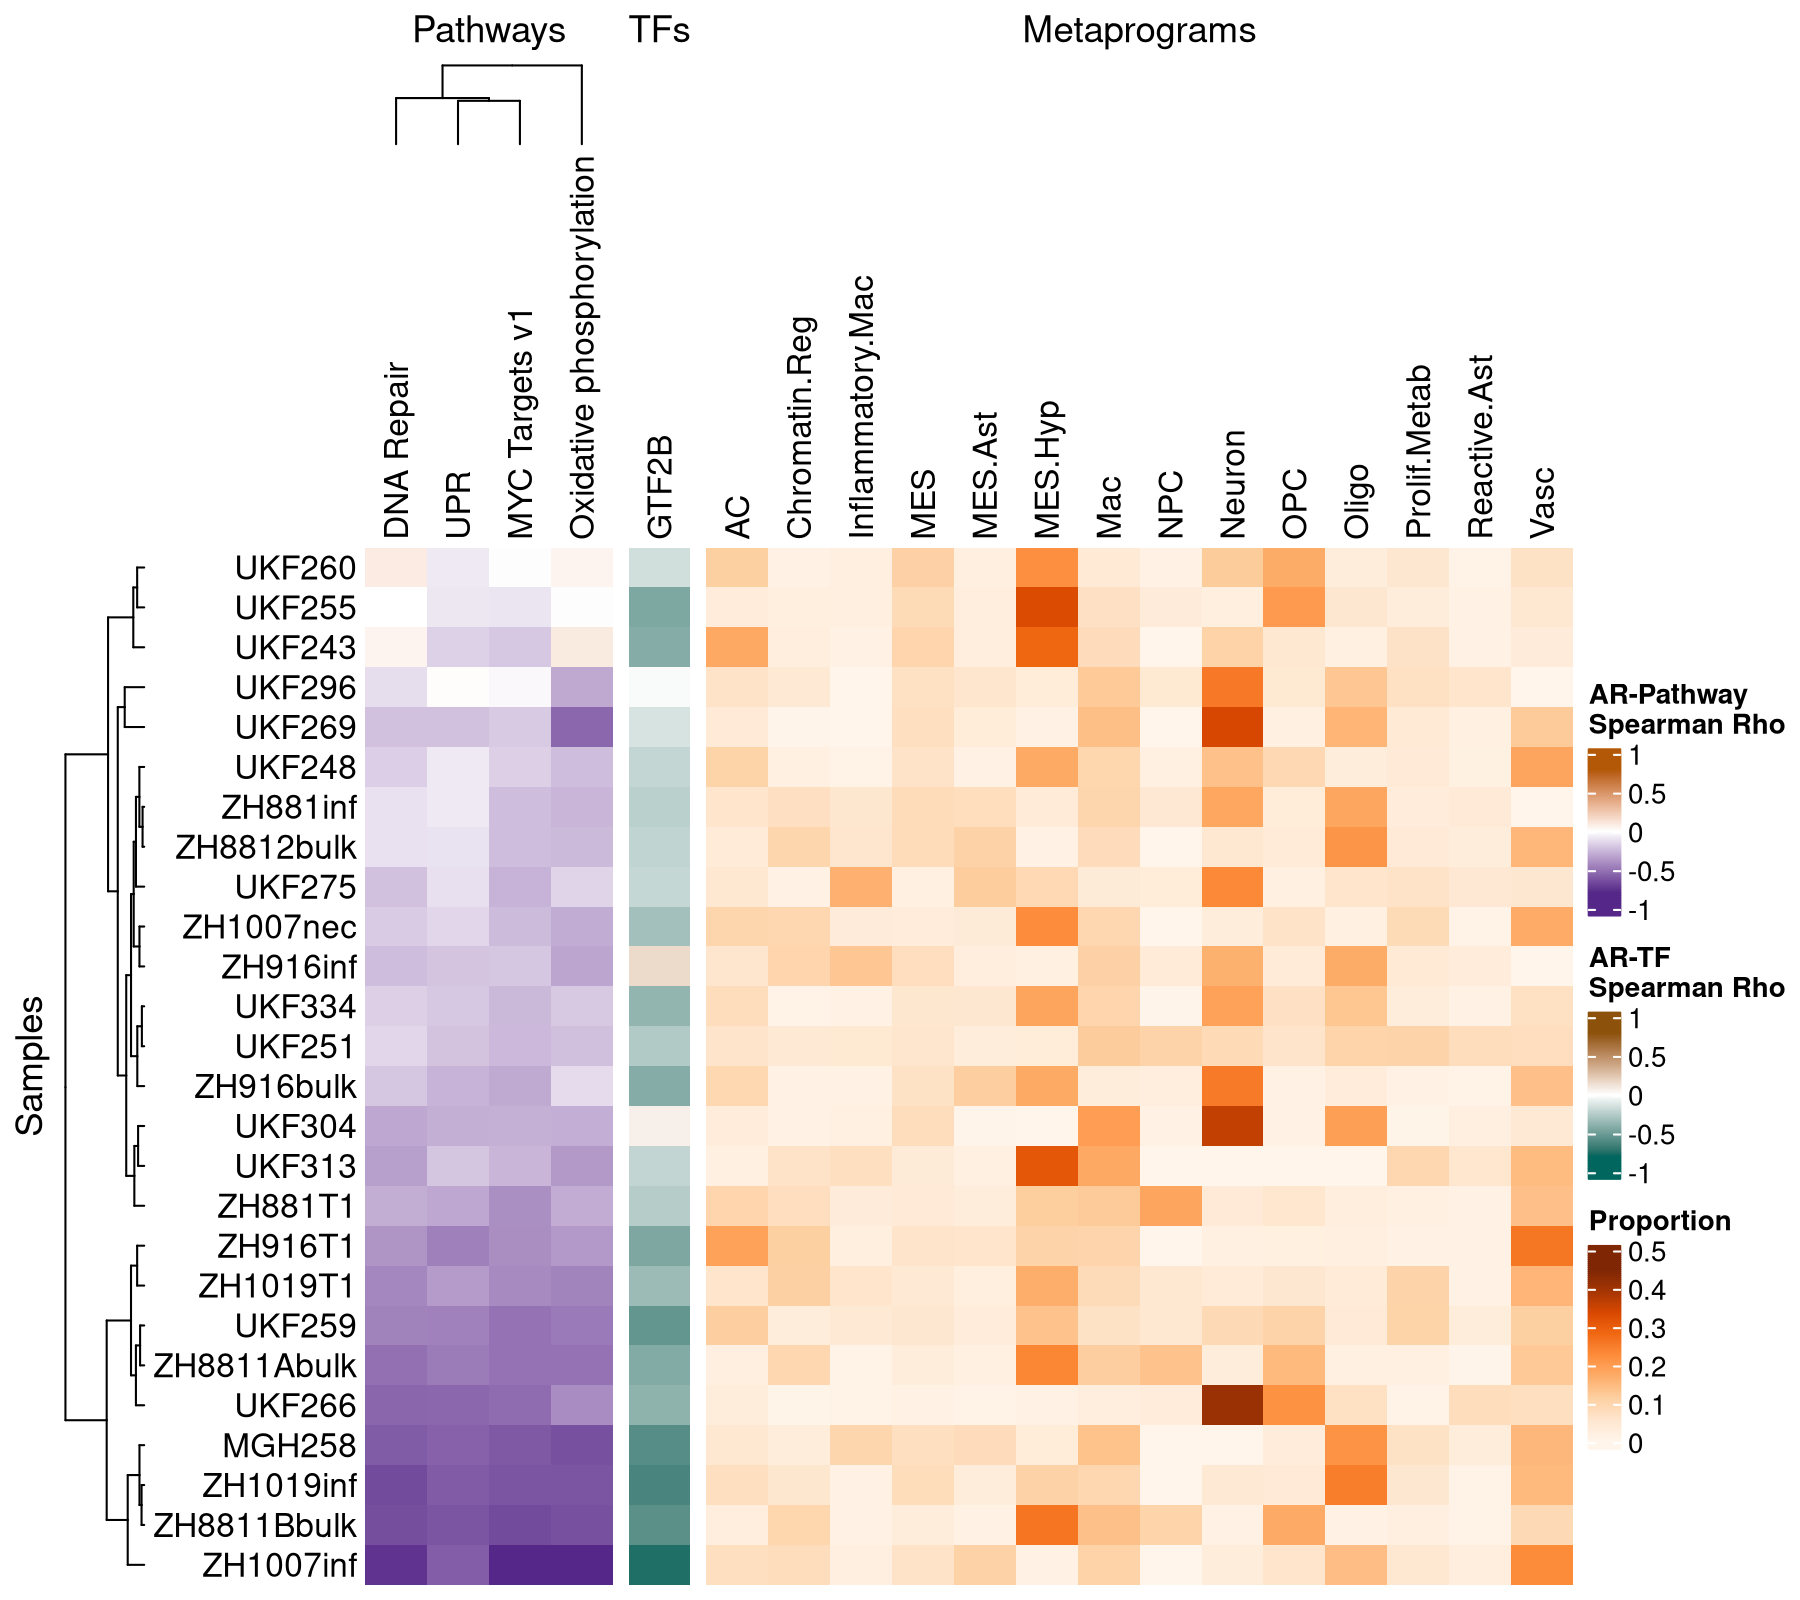 Pathways
TFs
Metaprograms
DNA Repair
UPR
MYC Targets v1
Oxidative phosphorylation
GTF2B
AC
Chromatin.Reg
Inflammatory.Mac
MES
MES.Ast
MES.Hyp
Mac
NPC
Neuron
OPC
Oligo
Prolif.Metab
Reactive.Ast
Vasc
Samples
UKF260
UKF255
UKF243
UKF296
UKF269
UKF248
ZH881inf
ZH8812bulk
UKF275
ZH1007nec
ZH916inf
UKF334
UKF251
ZH916bulk
UKF304
UKF313
ZH881T1
ZH916T1
ZH1019T1
UKF259
ZH8811Abulk
UKF266
MGH258
ZH1019inf
ZH8811Bbulk
ZH1007inf
AR-Pathway
Spearman Rho
1
0.5
0
-0.5
-1
AR-TF
Spearman Rho
1
0.5
0
-0.5
-1
Proportion
0.5
0.4
0.3
0.2
0.1
0